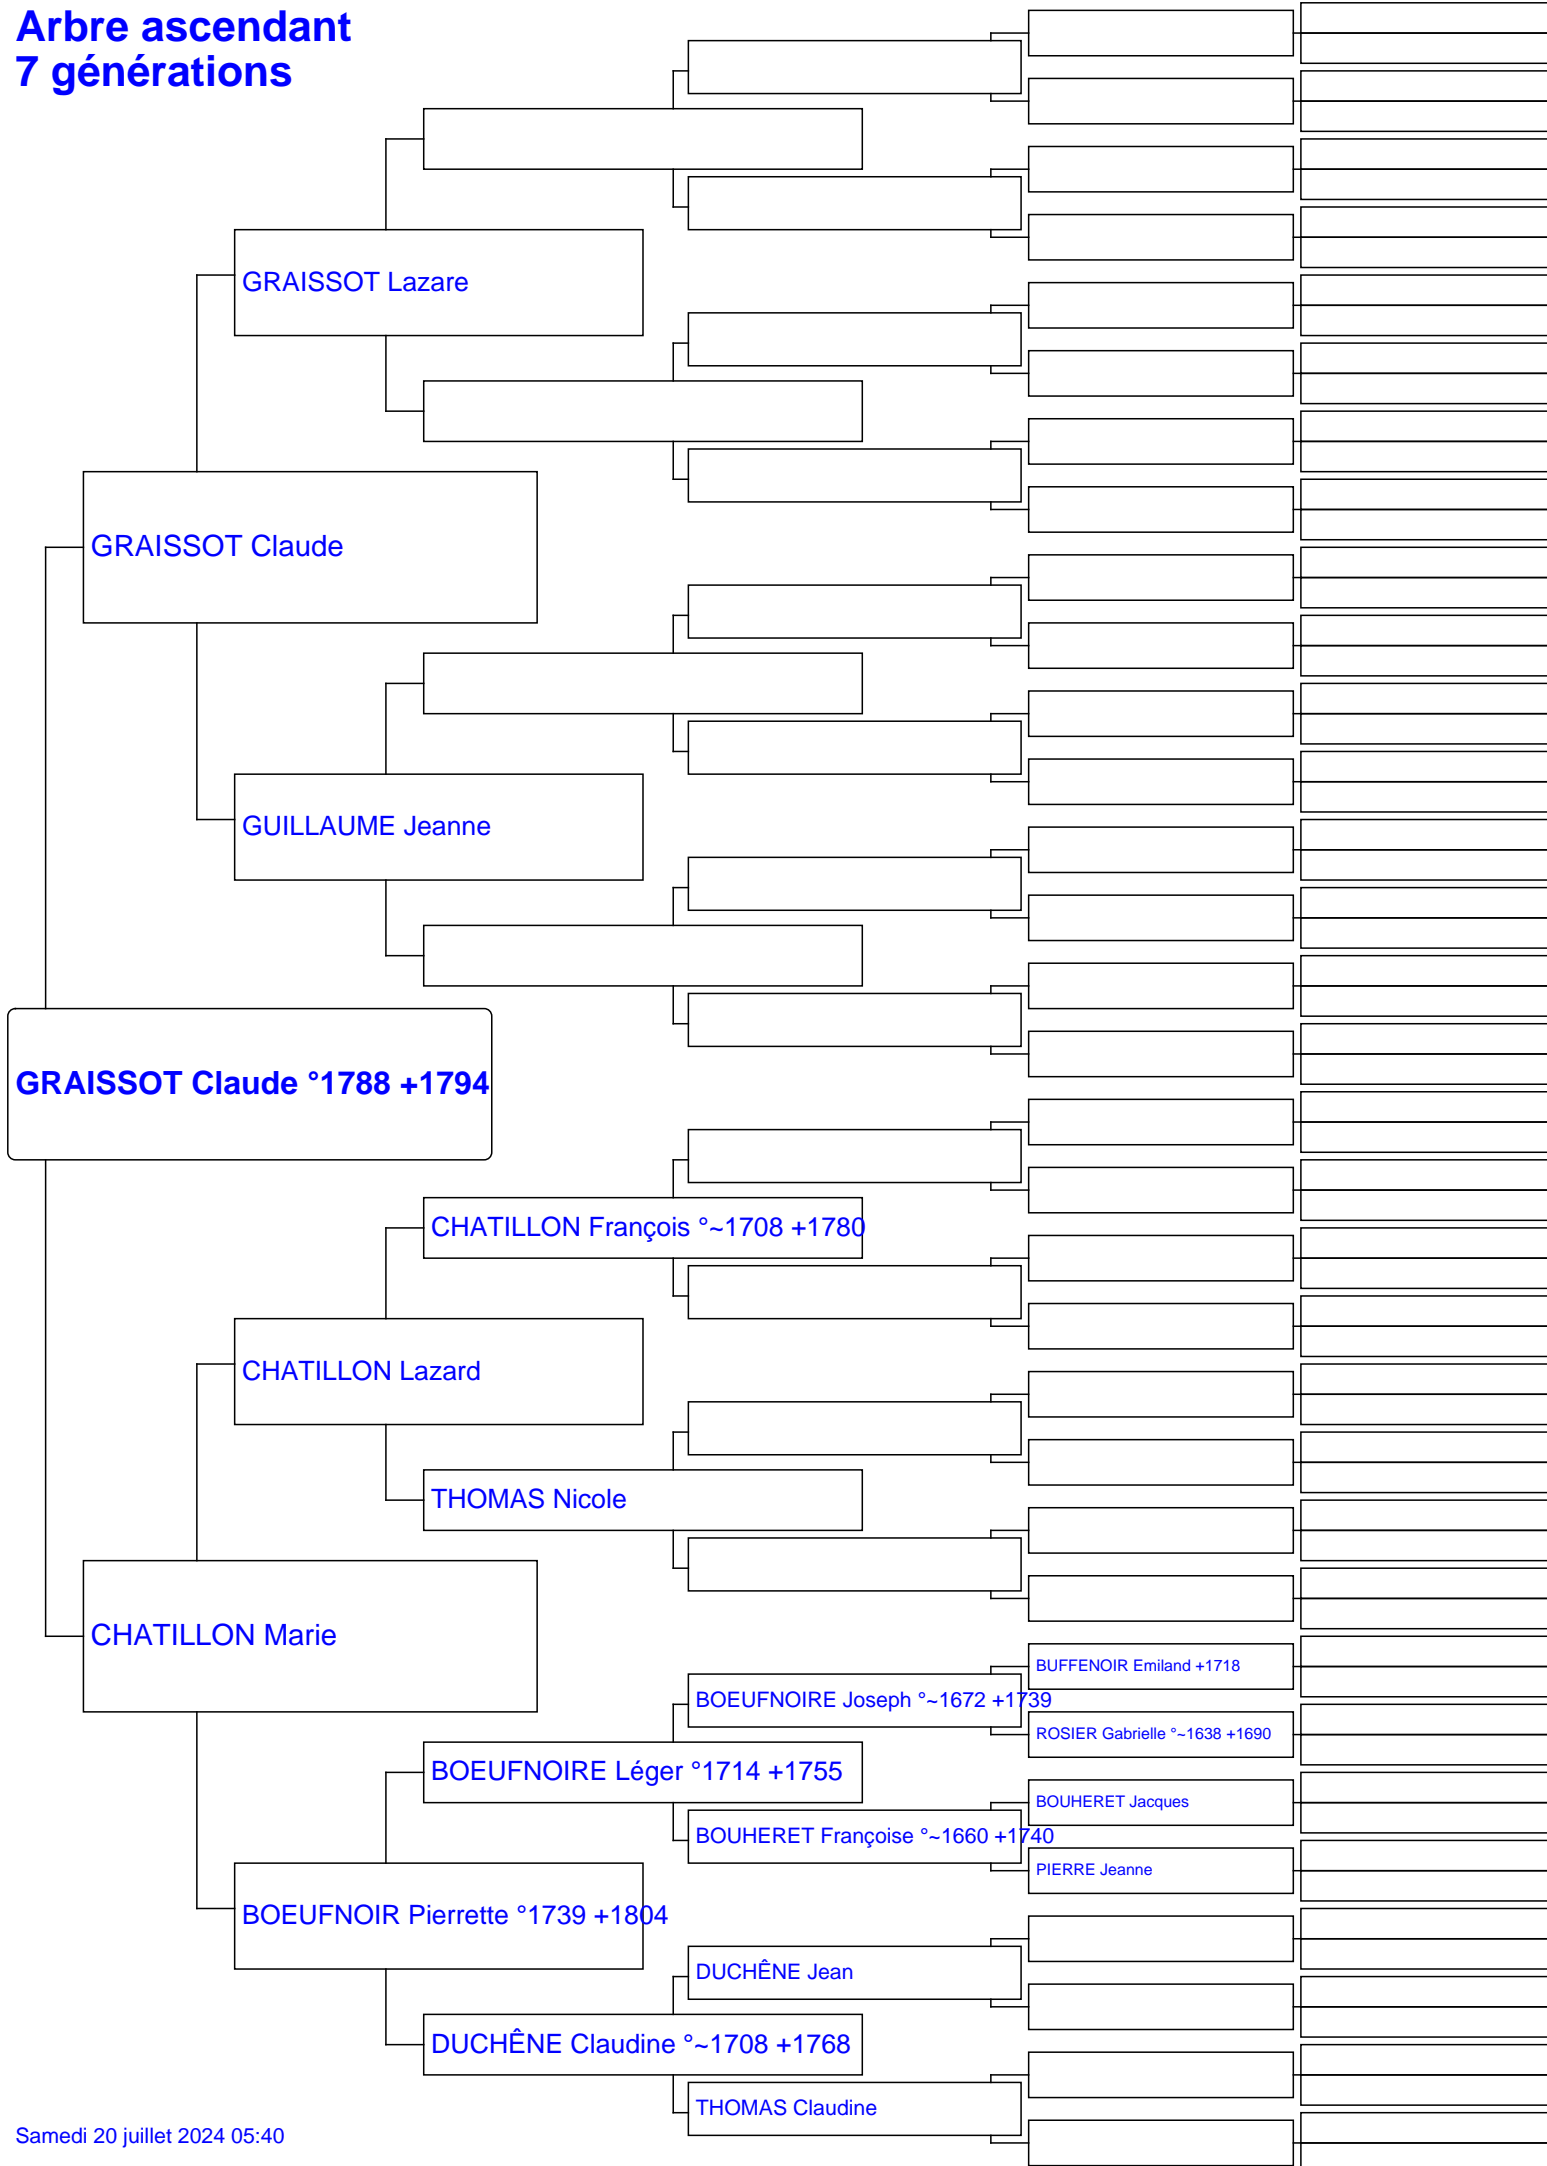 Arbre ascendant
7 générations
GRAISSOT Lazare
GRAISSOT Claude
GUILLAUME Jeanne
GRAISSOT Claude °1788 +1794
CHATILLON François °~1708 +1780
CHATILLON Lazard
THOMAS Nicole
CHATILLON Marie
BUFFENOIR Emiland +1718
BOEUFNOIRE Joseph °~1672 +1739
ROSIER Gabrielle °~1638 +1690
BOEUFNOIRE Léger °1714 +1755
BOUHERET Jacques
BOUHERET Françoise °~1660 +1740
PIERRE Jeanne
BOEUFNOIR Pierrette °1739 +1804
DUCHÊNE Jean
DUCHÊNE Claudine °~1708 +1768
THOMAS Claudine
Samedi 20 juillet 2024 05:40